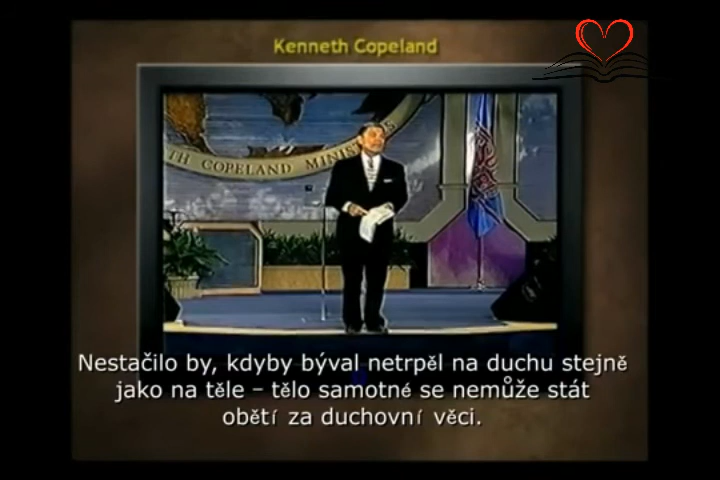 Kenneth Copeland
TH COPELAND MINIS
Nestačilo by, kdyby býval netrpěl na duchu stejně
jako na těle – tělo samotné se nemůže stát
obětí za duchovní věci.